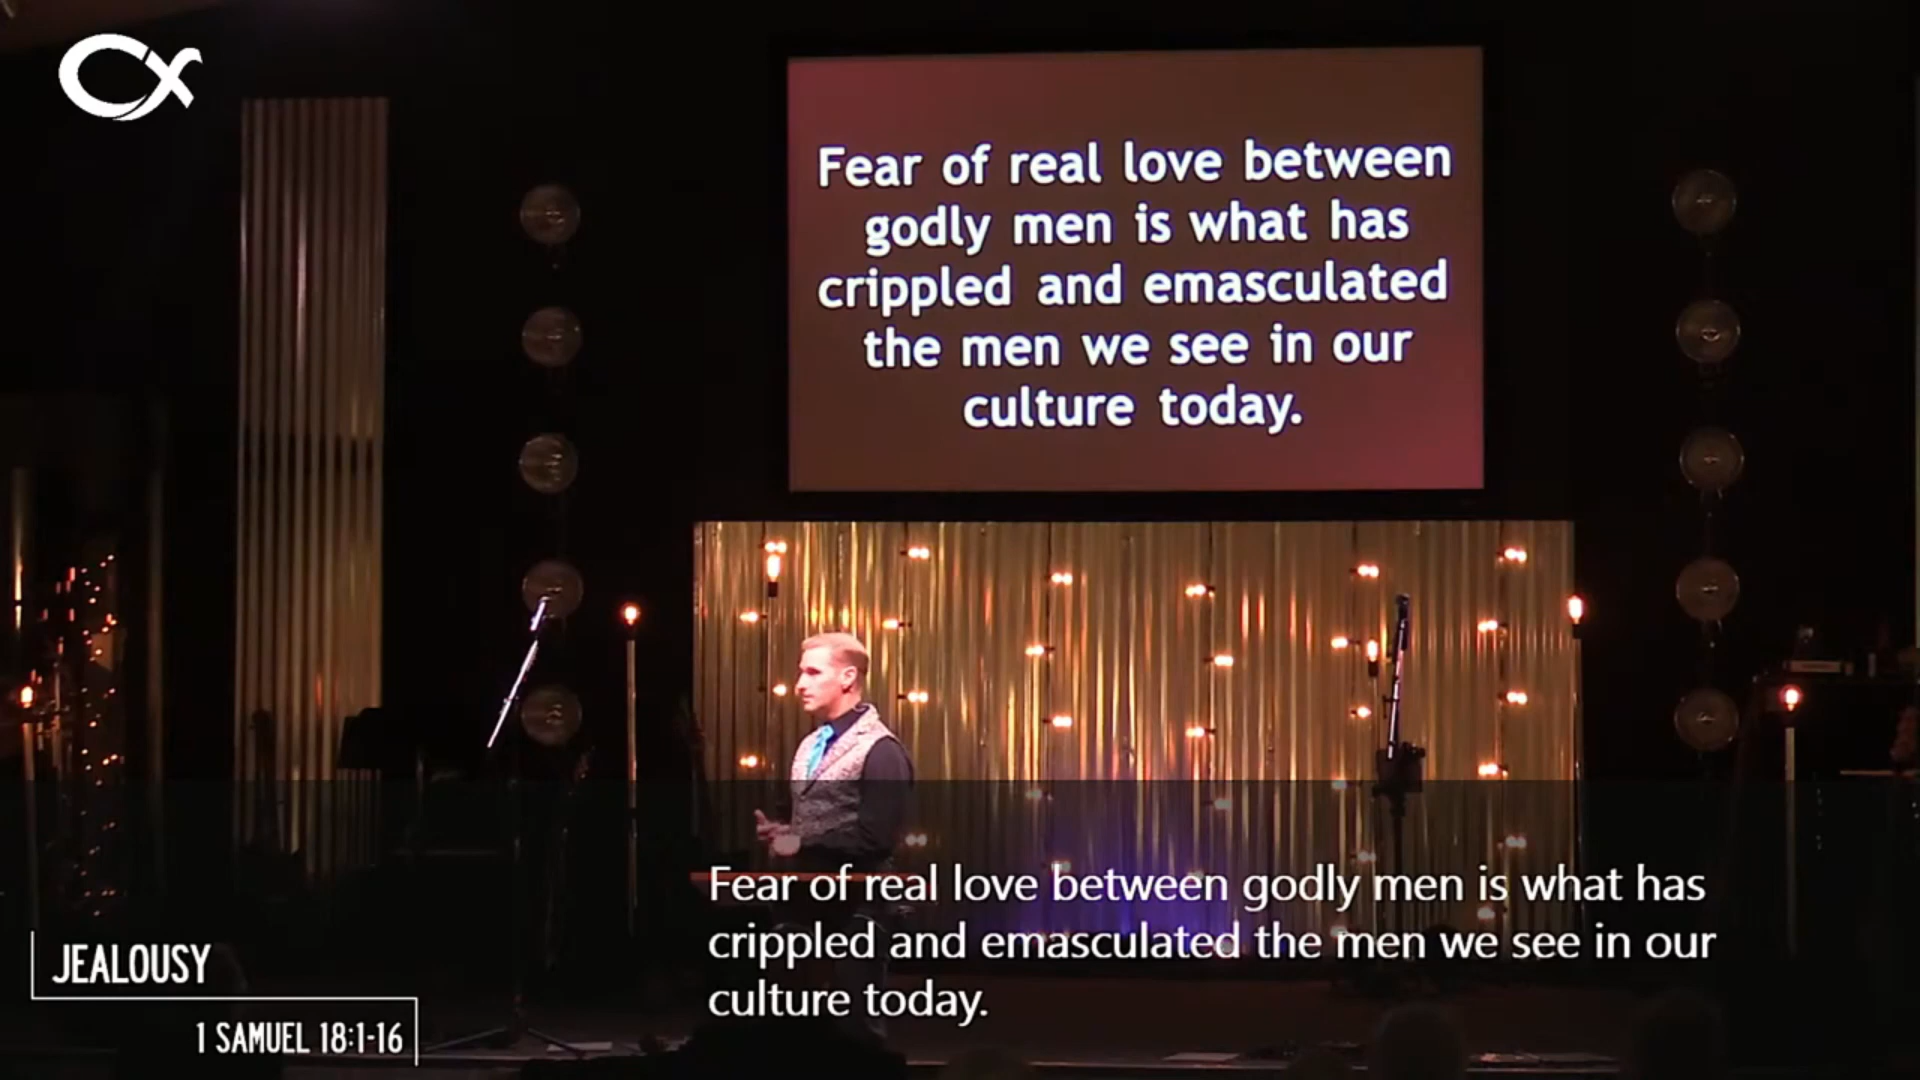 CX
Fear of real love between
godly men is what has
crippled and emasculated
the men we see in our
culture today.
Fear of real love between godly men is what has
crippled and emasculated the men we see in our
culture today.
JEALOUSY
1 SAMUEL 18:1-16